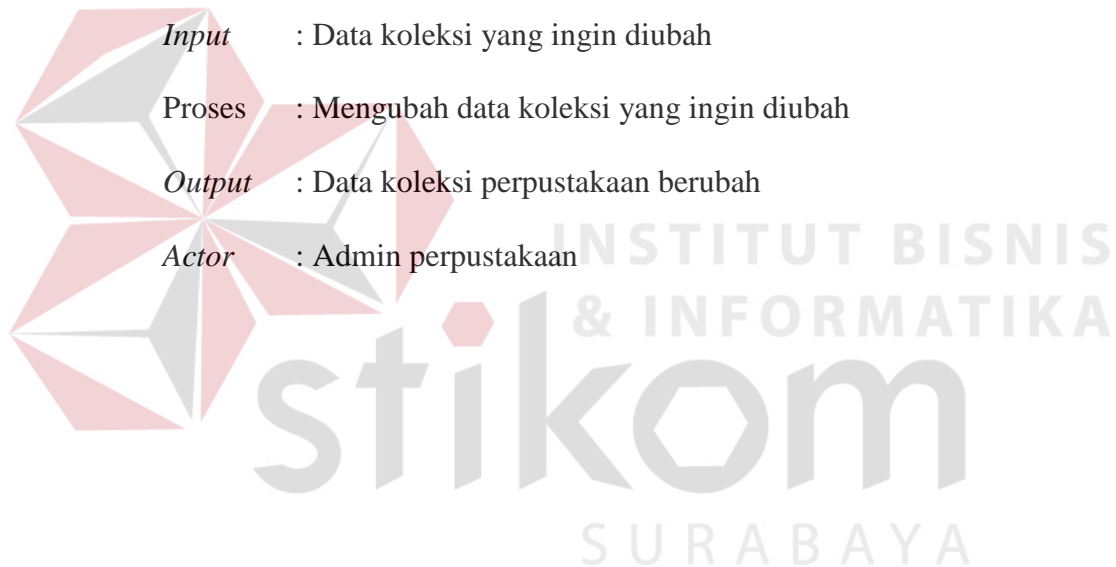 Input : Data koleksi yang ingin diubah
Proses : Mengubah data koleksi yang ingin diubah
Output : Data koleksi perpustakaan berubah
Actor : Admin perpustakaan
INSTITUT BISNIS
& INFORMATIKA
stikom
SURABAYA